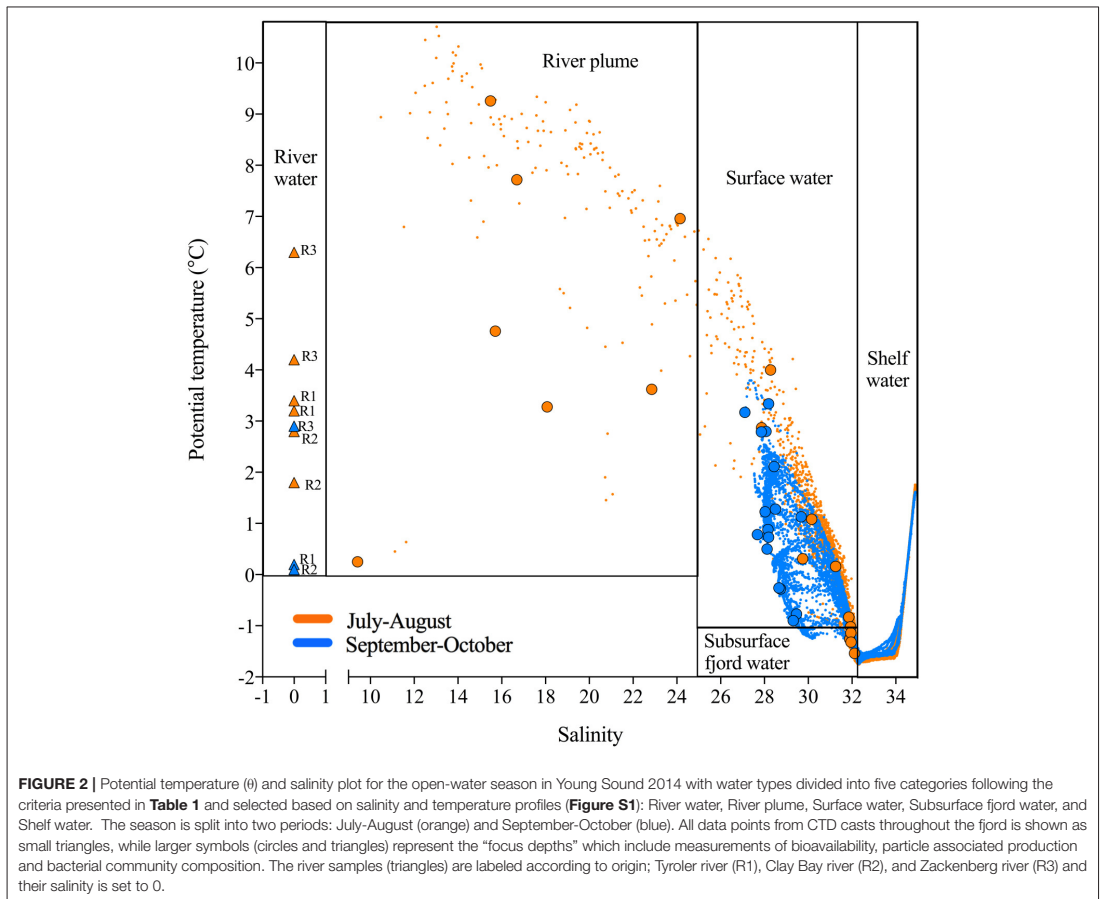 10
9
8
7
6
5
4
3
2
1
0
-1
-2
Potential temperature (°C)
River
water
River plume
Surface water
Shelf
water
Subsurface
fjord water
R3
R3
R1
R1
R3
R2
R2
R1
R2
July-August
September-October
-1 0 1 10 12 14 16 18 20 22 24 26 28 30 32 34
Salinity
FIGURE 2 | Potential temperature (θ) and salinity plot for the open-water season in Young Sound 2014 with water types divided into five categories following the
criteria presented in Table 1 and selected based on salinity and temperature profiles (Figure S1): River water, River plume, Surface water, Subsurface fjord water, and
Shelf water. The season is split into two periods: July-August (orange) and September-October (blue). All data points from CTD casts throughout the fjord is shown as
small triangles, while larger symbols (circles and triangles) represent the “focus depths” which include measurements of bioavailability, particle associated production
and bacterial community composition. The river samples (triangles) are labeled according to origin; Tyroler river (R1), Clay Bay river (R2), and Zackenberg river (R3) and
their salinity is set to 0.